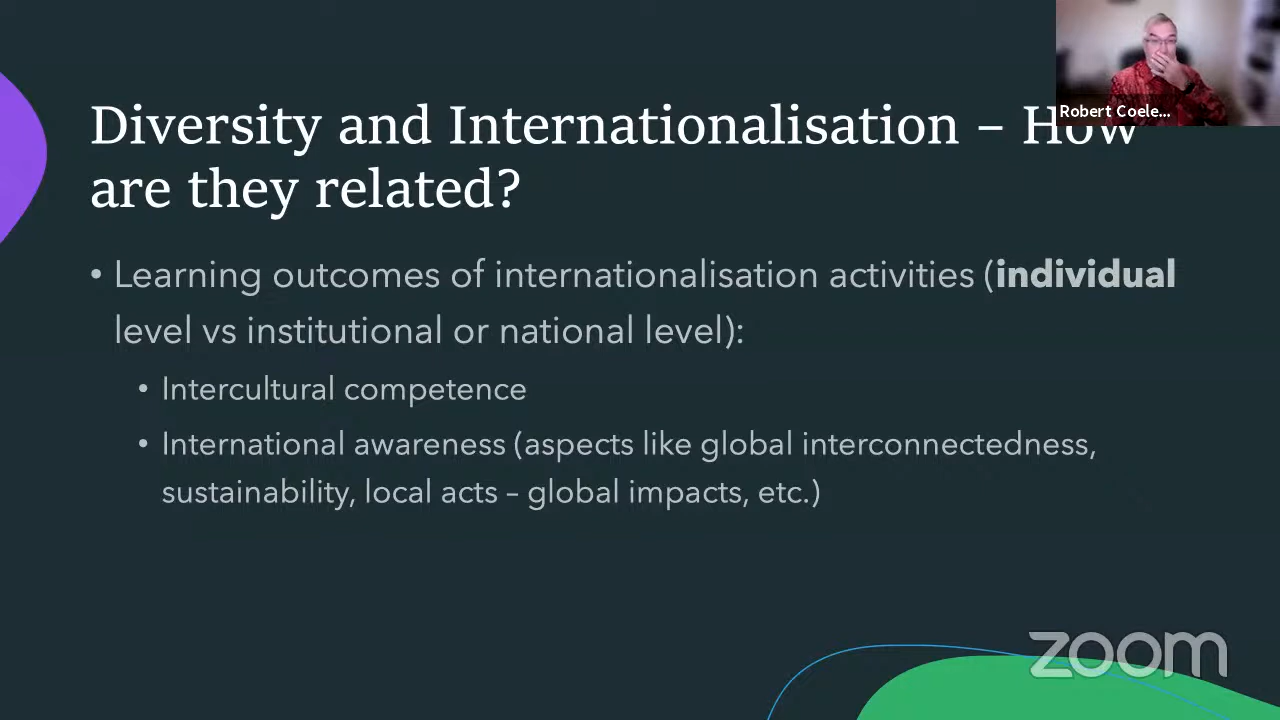 Robert Coele...
Diversity and Internationalisation – How
are they related?
• Learning outcomes of internationalisation activities (individual
level vs institutional or national level):
• Intercultural competence
• International awareness (aspects like global interconnectedness,
sustainability, local acts – global impacts, etc.)
zoom